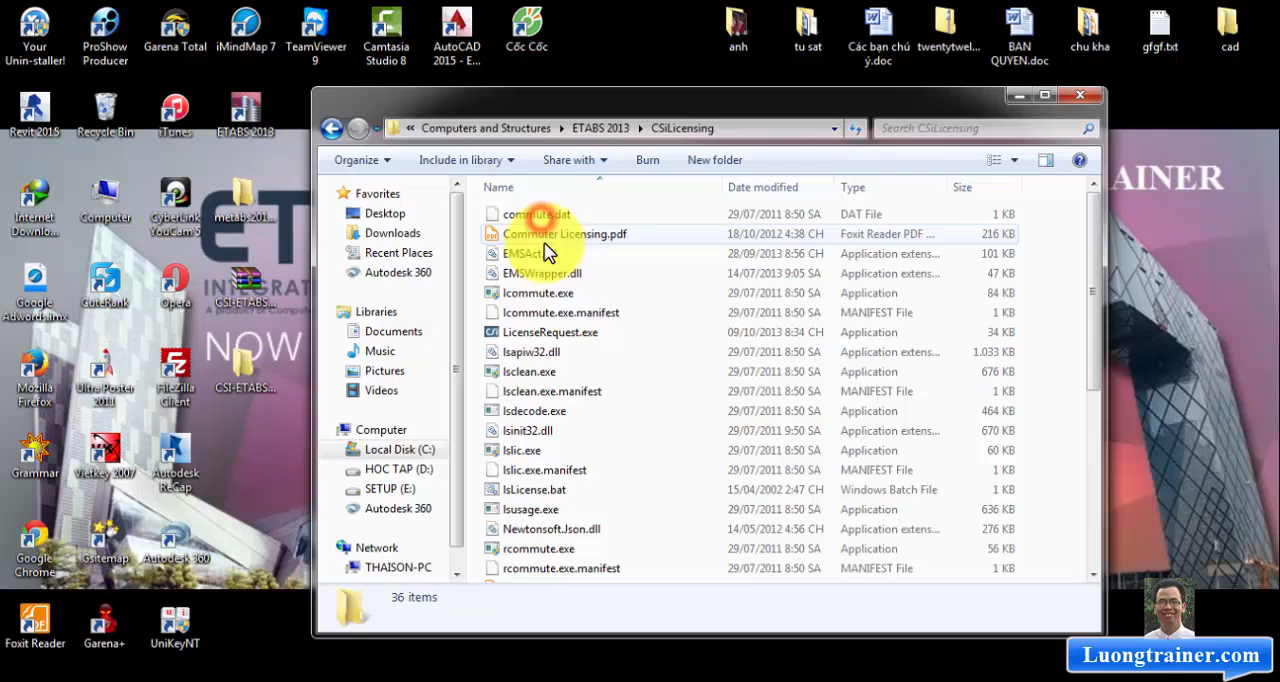 Your Unin-staller!
ProShow Producer
Garena Total
iMindMap 7
TeamViewer 9
Camtasia Studio 8
AutoCAD 2015 - E...
Cốc Cốc
anh
tu sat
Các bạn chú ý.doc
twentytwel...
BAN QUYEN.doc
chu kha
gfgf.txt
cad
Revit 2015
Recycle Bin
iTunes
ETABS 2013
Internet Downlo...
Computer
CyberLink YouCam 5
metabs201...
Google Adwords.imx
CuteRank
Opera
CSI-ETABS...
Mozilla Firefox
Ultra Poster 2011
FileZilla Client
CSI-ETABS...
Grammar
Vietkey 2007
Autodesk ReCap
Google Chrome
Gsitemap
Autodesk 360
Foxit Reader
Garena+
UniKeyNT
ET
INTEGRAT
A product of Compute
NOW
AINER
« Computers and Structures ETABS 2013 CSiLicensing
Search CSiLicensing
Organize Include in library Share with Burn New folder
Favorites
Desktop
Downloads
Recent Places
Autodesk 360
Libraries
Documents
Music
Pictures
Videos
Computer
Local Disk (C:)
HOC TAP (D:)
SETUP (E:)
Autodesk 360
Network
THAISON-PC
Name Date modified Type Size
commute.dat 29/07/2011 8:50 SA DAT File 1 KB
Commuter Licensing.pdf 18/10/2012 4:38 CH Foxit Reader PDF ... 216 KB
EMSAct 28/09/2013 8:56 CH Application extens... 101 KB
EMSWrapper.dll 14/07/2013 9:05 SA Application extens... 47 KB
lcommute.exe 29/07/2011 8:50 SA Application 84 KB
lcommute.exe.manifest 29/07/2011 8:50 SA MANIFEST File 1 KB
LicenseRequest.exe 09/10/2013 8:34 CH Application 34 KB
lsapiw32.dll 29/07/2011 8:50 SA Application extens... 1.033 KB
lsclean.exe 29/07/2011 8:50 SA Application 676 KB
lsclean.exe.manifest 29/07/2011 8:50 SA MANIFEST File 1 KB
lsdecode.exe 29/07/2011 8:50 SA Application 464 KB
lsinit32.dll 29/07/2011 9:50 SA Application extens... 670 KB
lslic.exe 29/07/2011 8:50 SA Application 60 KB
lslic.exe.manifest 29/07/2011 8:50 SA MANIFEST File 1 KB
lsLicense.bat 15/04/2002 2:47 CH Windows Batch File 1 KB
lsusage.exe 29/07/2011 8:50 SA Application 636 KB
Newtonsoft.Json.dll 14/05/2012 4:56 CH Application extens... 276 KB
rcommute.exe 29/07/2011 8:50 SA Application 56 KB
rcommute.exe.manifest 29/07/2011 8:50 SA MANIFEST File 1 KB
36 items
Luongtrainer.com